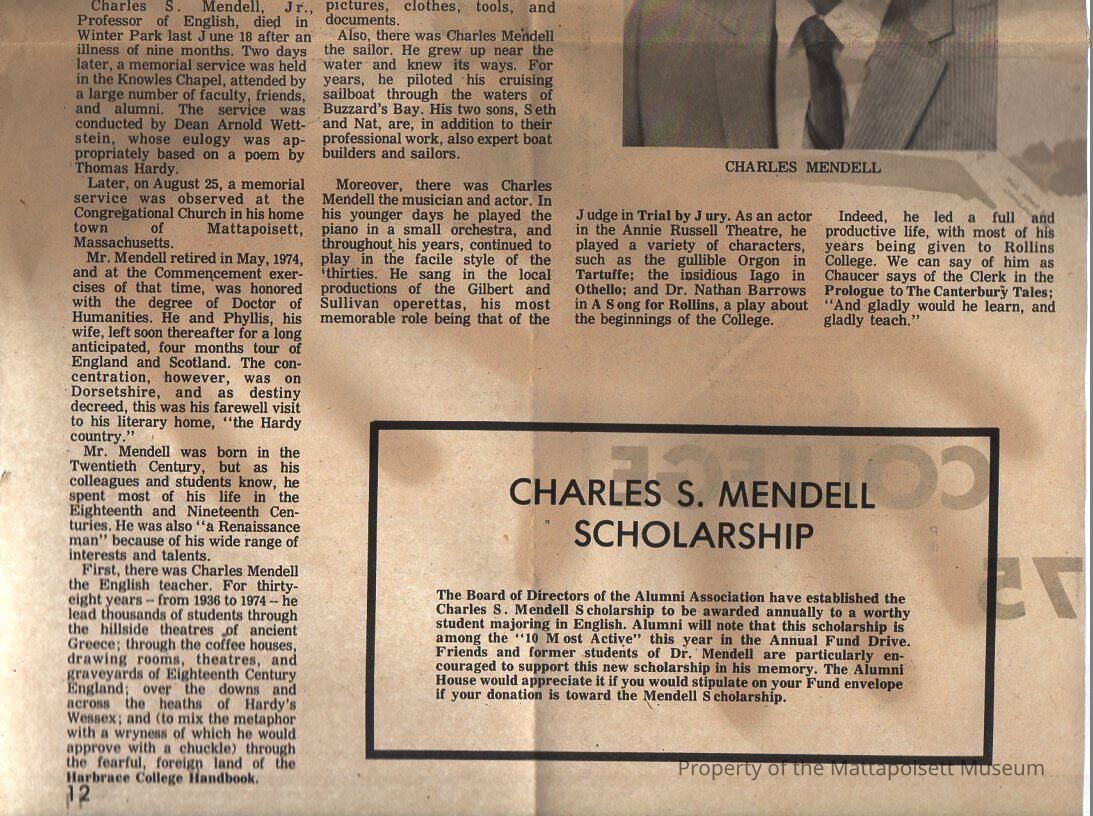 Charles S. Mendell, Jr.,
Professor of English, died in
Winter Park last June 18 after an
illness of nine months. Two days
later, a memorial service was held
in the Knowles Chapel, attended by
a large number of faculty, friends,
and alumni. The service was
conducted by Dean Arnold Wett-
stein, whose eulogy was ap-
propriately based on a poem by
Thomas Hardy.
Later, on August 25, a memorial
service was observed at the
Congregational Church in his home
town of Mattapoisett,
Massachusetts.
Mr. Mendell retired in May, 1974,
and at the Commencement exer-
cises of that time, was honored
with the degree of Doctor of
Humanities. He and Phyllis, his
wife, left soon thereafter for a long
anticipated, four months tour of
England and Scotland. The con-
centration, however, was on
Dorsetshire, and as destiny
decreed, this was his farewell visit
to his literary home, "the Hardy
country."
Mr. Mendell was born in the
Twentieth Century, but as his
colleagues and students know, he
spent most of his life in the
Eighteenth and Nineteenth Cen-
turies. He was also "a Renaissance
man" because of his wide range of
interests and talents.
First, there was Charles Mendell
the English teacher. For thirty-
eight years -- from 1936 to 1974 -- he
lead thousands of students through
the hillside theatres of ancient
Greece; through the coffee houses,
drawing rooms, theatres, and
graveyards of Eighteenth Century
England; over the downs and
across the heaths of Hardy's
Wessex; and (to mix the metaphor
with a wryness of which he would
approve with a chuckle) through
the fearful, foreign land of the
Harbrace College Handbook.
12
pictures, clothes, tools, and
documents.
Also, there was Charles Mendell
the sailor. He grew up near the
water and knew its ways. For
years, he piloted his cruising
sailboat through the waters of
Buzzard's Bay. His two sons, Seth
and Nat, are, in addition to their
professional work, also expert boat
builders and sailors.
Moreover, there was Charles
Mendell the musician and actor. In
his younger days he played the
piano in a small orchestra, and
throughout his years, continued to
play in the facile style of the
'thirties. He sang in the local
productions of the Gilbert and
Sullivan operettas, his most
memorable role being that of the
CHARLES MENDELL
Judge in Trial by Jury. As an actor
in the Annie Russell Theatre, he
played a variety of characters,
such as the gullible Orgon in
Tartuffe; the insidious Iago in
Othello; and Dr. Nathan Barrows
in A Song for Rollins, a play about
the beginnings of the College.
Indeed, he led a full and
productive life, with most of his
years being given to Rollins
College. We can say of him as
Chaucer says of the Clerk in the
Prologue to The Canterbury Tales;
"And gladly would he learn, and
gladly teach."
CHARLES S. MENDELL
SCHOLARSHIP
The Board of Directors of the Alumni Association have established the
Charles S. Mendell Scholarship to be awarded annually to a worthy
student majoring in English. Alumni will note that this scholarship is
among the "10 Most Active" this year in the Annual Fund Drive.
Friends and former students of Dr. Mendell are particularly en-
couraged to support this new scholarship in his memory. The Alumni
House would appreciate it if you would stipulate on your Fund envelope
if your donation is toward the Mendell Scholarship.
Property of the Mattapoisett Museum